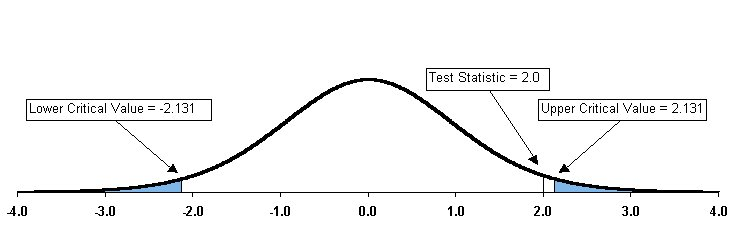 Test Statistic = 2.0
Lower Critical Value = -2.131
Upper Critical Value = 2.131
-4.0 -3.0 -2.0 -1.0 0.0 1.0 2.0 3.0 4.0